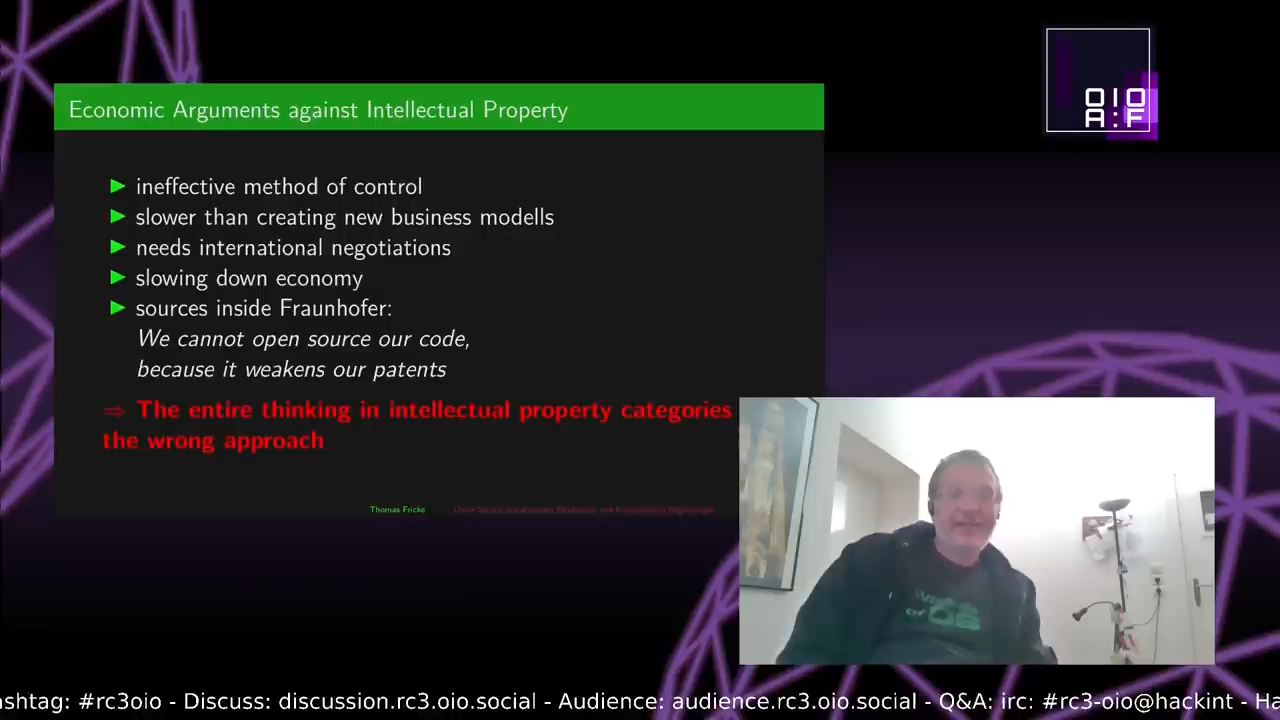 Economic Arguments against Intellectual Property
OIO
A:F
ineffective method of control
slower than creating new business modells
needs international negotiations
slowing down economy
sources inside Fraunhofer:
We cannot open source our code,
because it weakens our patents
⇒ The entire thinking in intellectual property categories
the wrong approach
Thomas Fricke
ashtag: #rc3oio - Discuss: discussion.rc3.oio.social - Audience: audience.rc3.oio.social - Q&A: irc: #rc3-oio@hackint - Ha